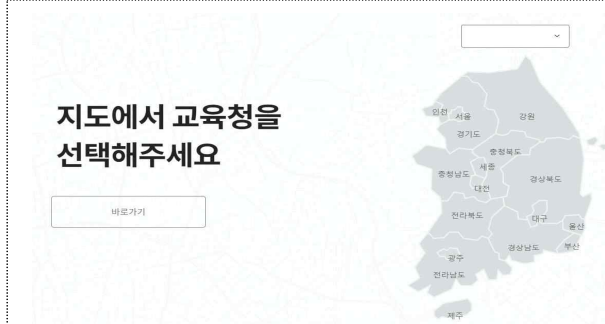 지도에서 교육청을
선택해주세요
바로가기
인천
서울
강원
경기도
충청북도
세종
충청남도
경상북도
대전
전라북도
대구
울산
경상남도
부산
광주
전라남도
제주